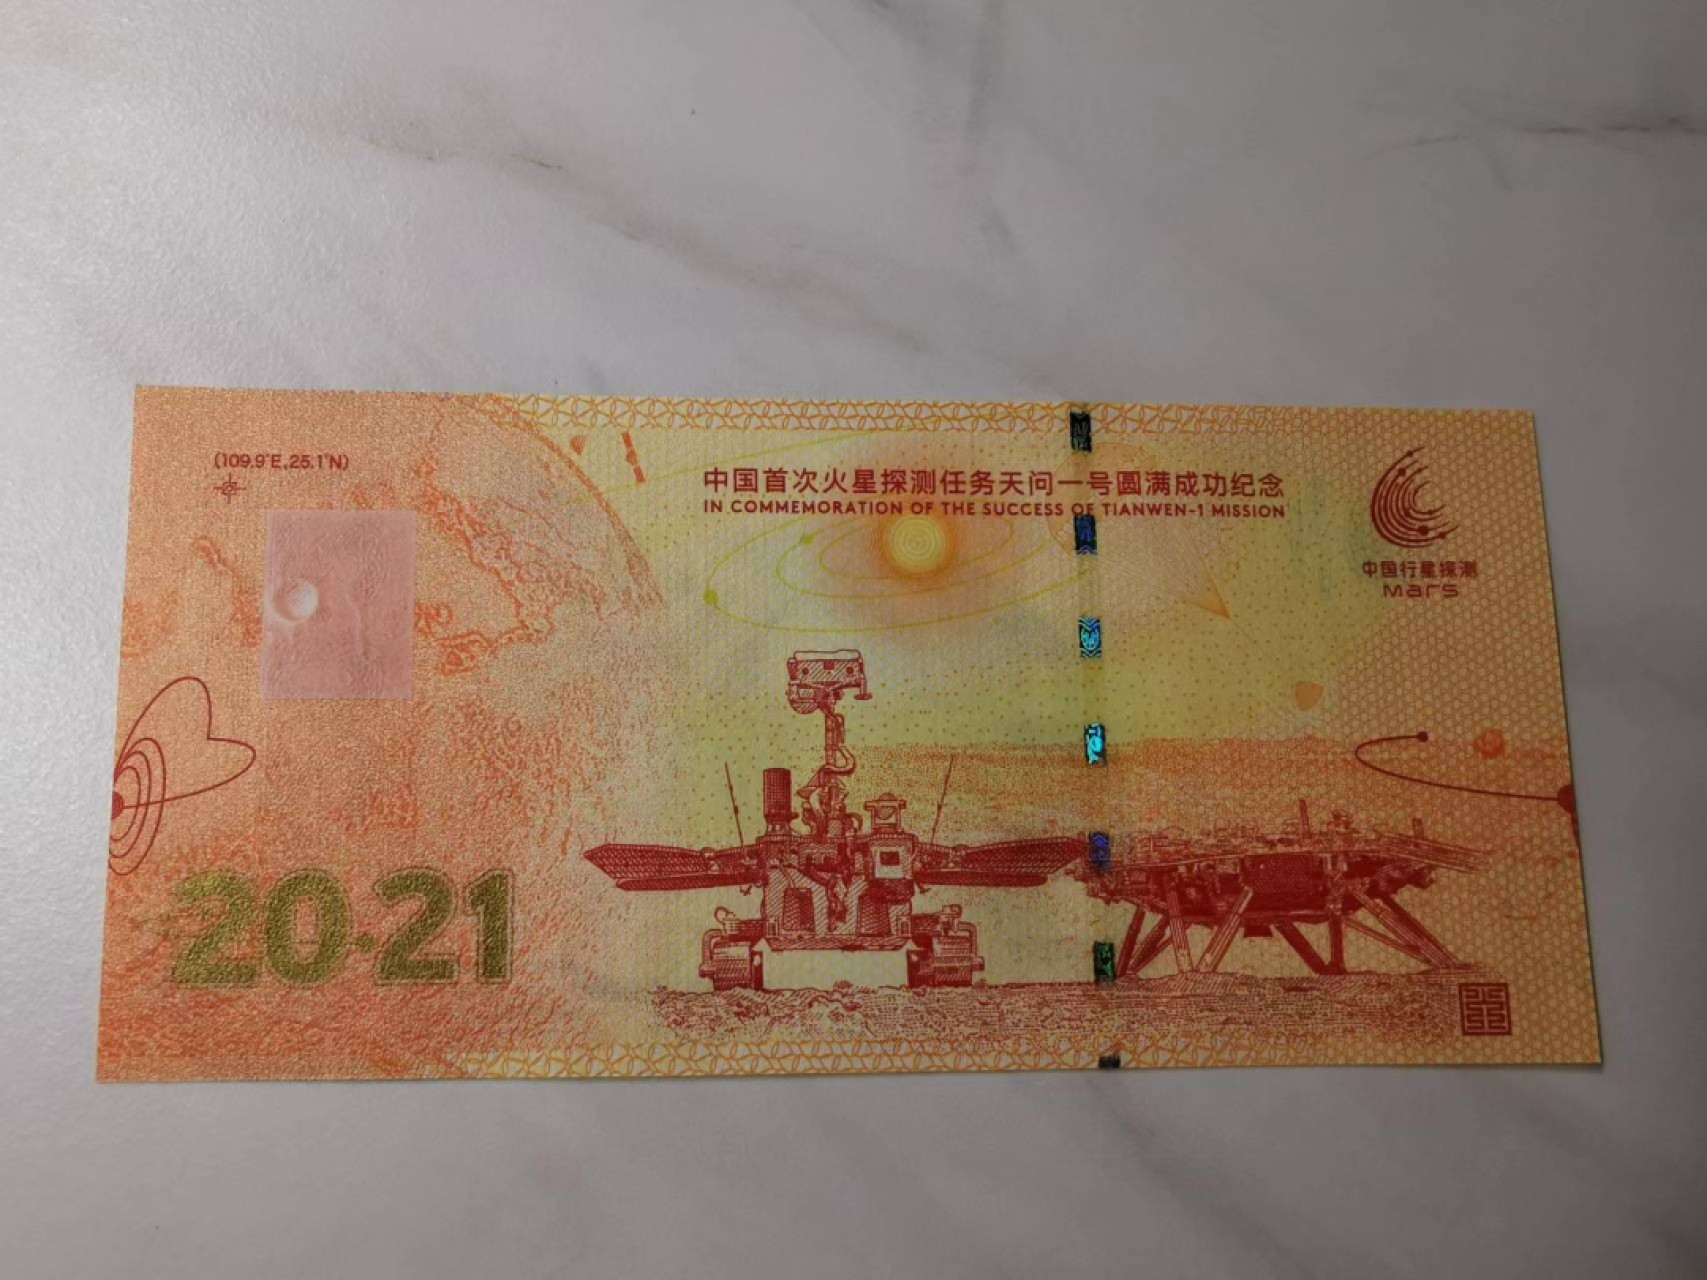 (109.9°E,25.1°N)
中国首次火星探测任务天问一号圆满成功纪念
IN COMMEMORATION OF THE SUCCESS OF TIANWEN-1 MISSION
中国行星探测
Mars
20·21